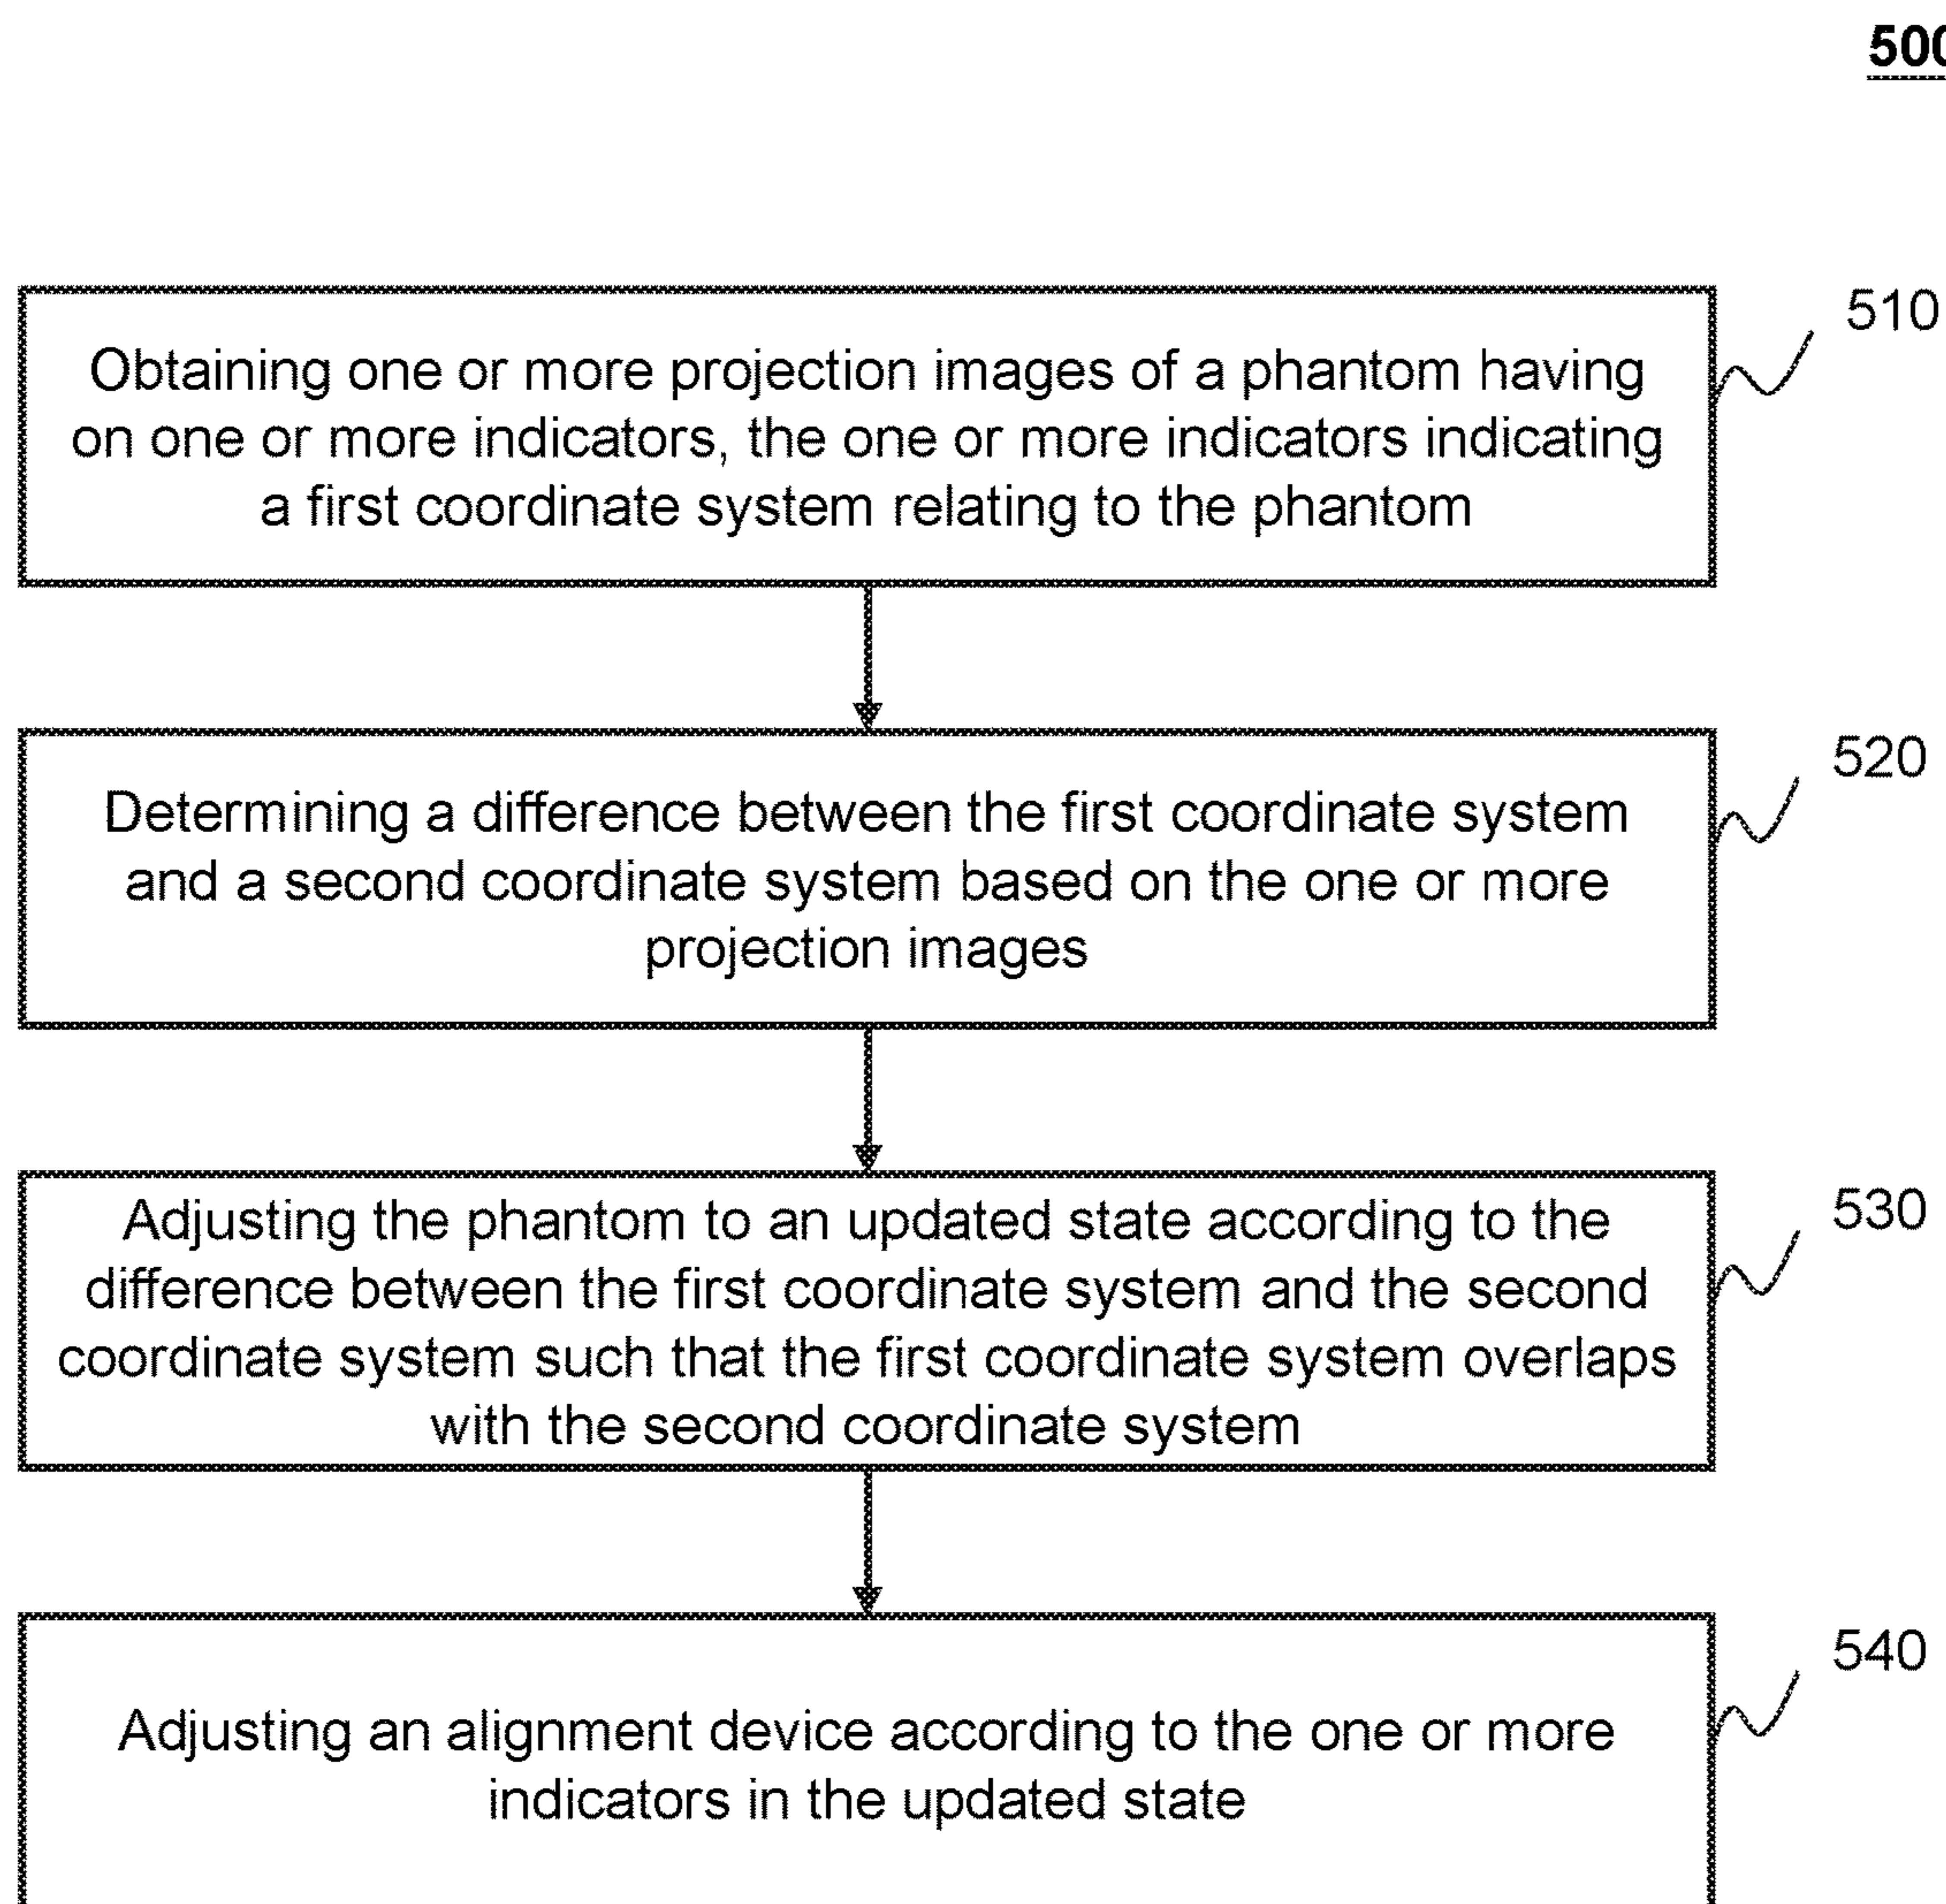 500
510
Obtaining one or more projection images of a phantom having
on one or more indicators, the one or more indicators indicating
a first coordinate system relating to the phantom
520
Determining a difference between the first coordinate system
and a second coordinate system based on the one or more
projection images
530
Adjusting the phantom to an updated state according to the
difference between the first coordinate system and the second
coordinate system such that the first coordinate system overlaps
with the second coordinate system
540
Adjusting an alignment device according to the one or more
indicators in the updated state